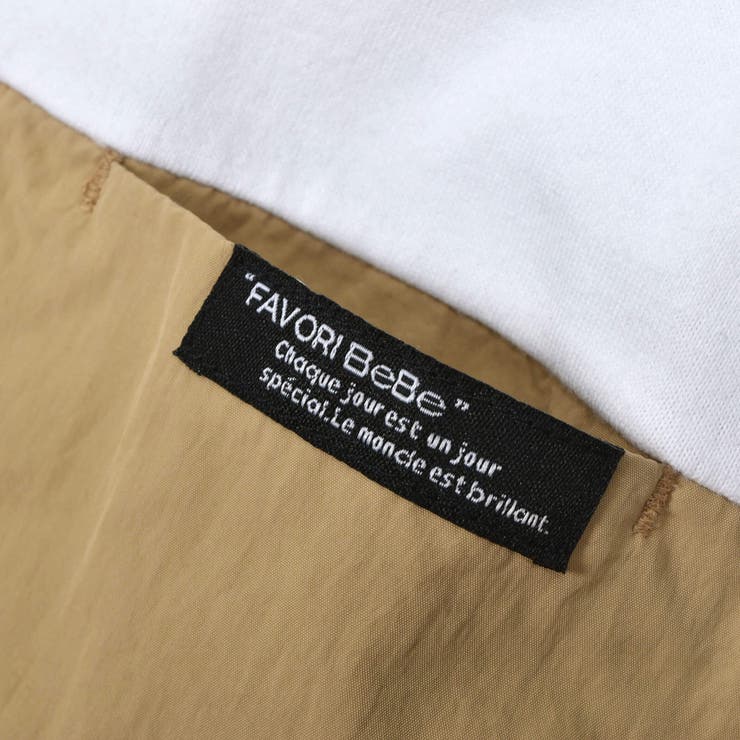 “FAVORI BeBe”
Chaque jour est un jour
spécial.Le monde est brillant.